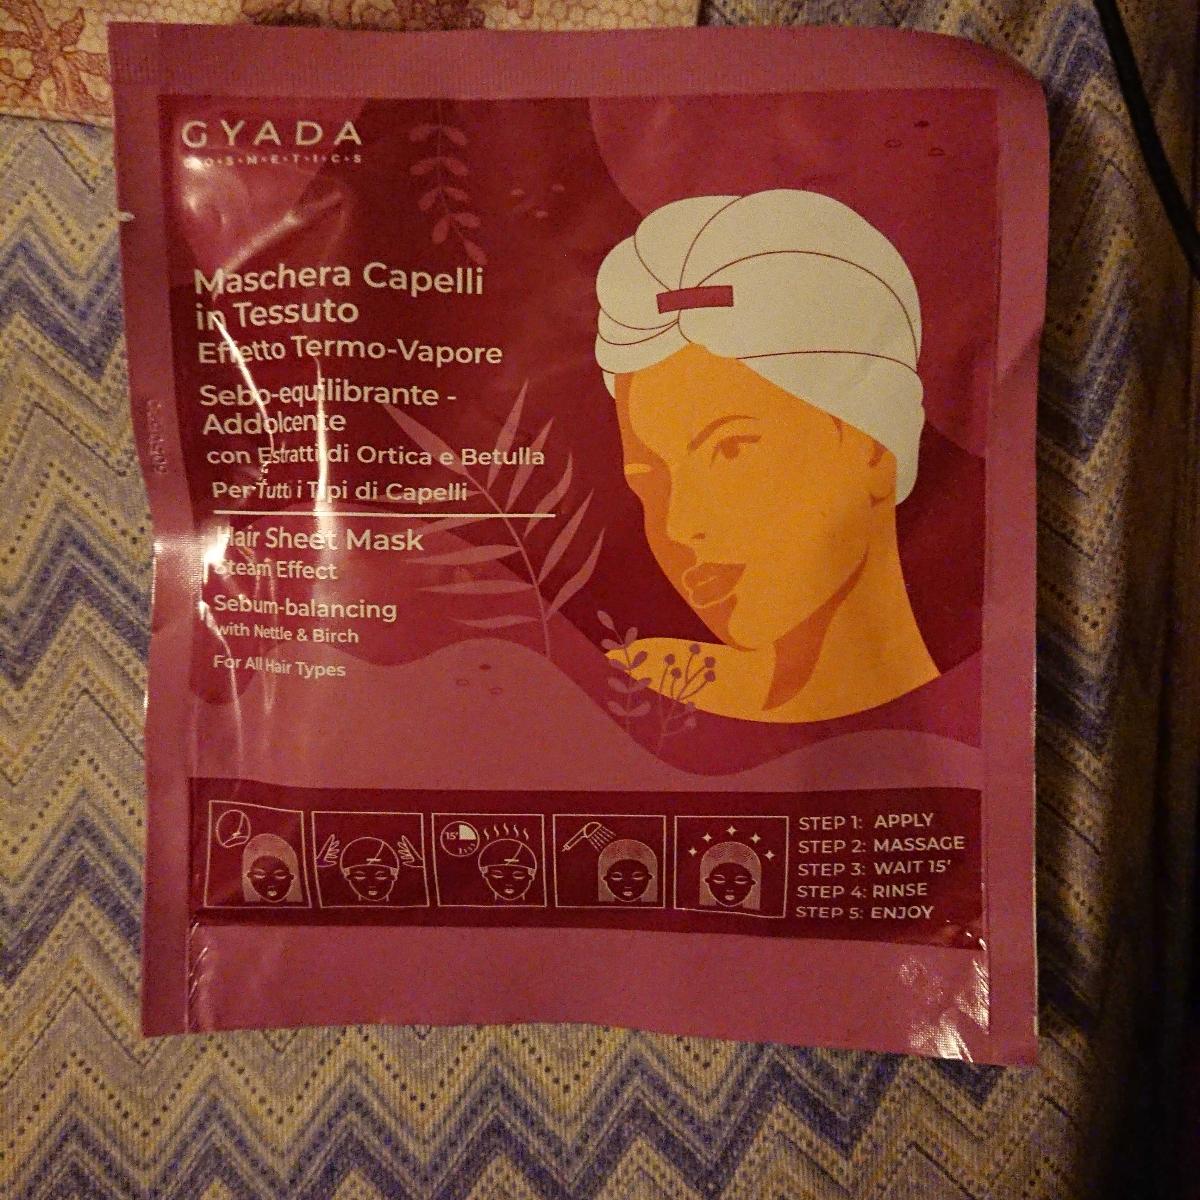 GYADA
C•O•S•M•E•T•I•C•S
Maschera Capelli
in Tessuto
Effetto Termo-Vapore
Sebo-equilibrante -
Addolcente
con Estratti di Ortica e Betulla
Per Tutti i Tipi di Capelli
Hair Sheet Mask
Steam Effect
Sebum-balancing
with Nettle & Birch
For All Hair Types
15'
STEP 1: APPLY
STEP 2: MASSAGE
STEP 3: WAIT 15'
STEP 4: RINSE
STEP 5: ENJOY